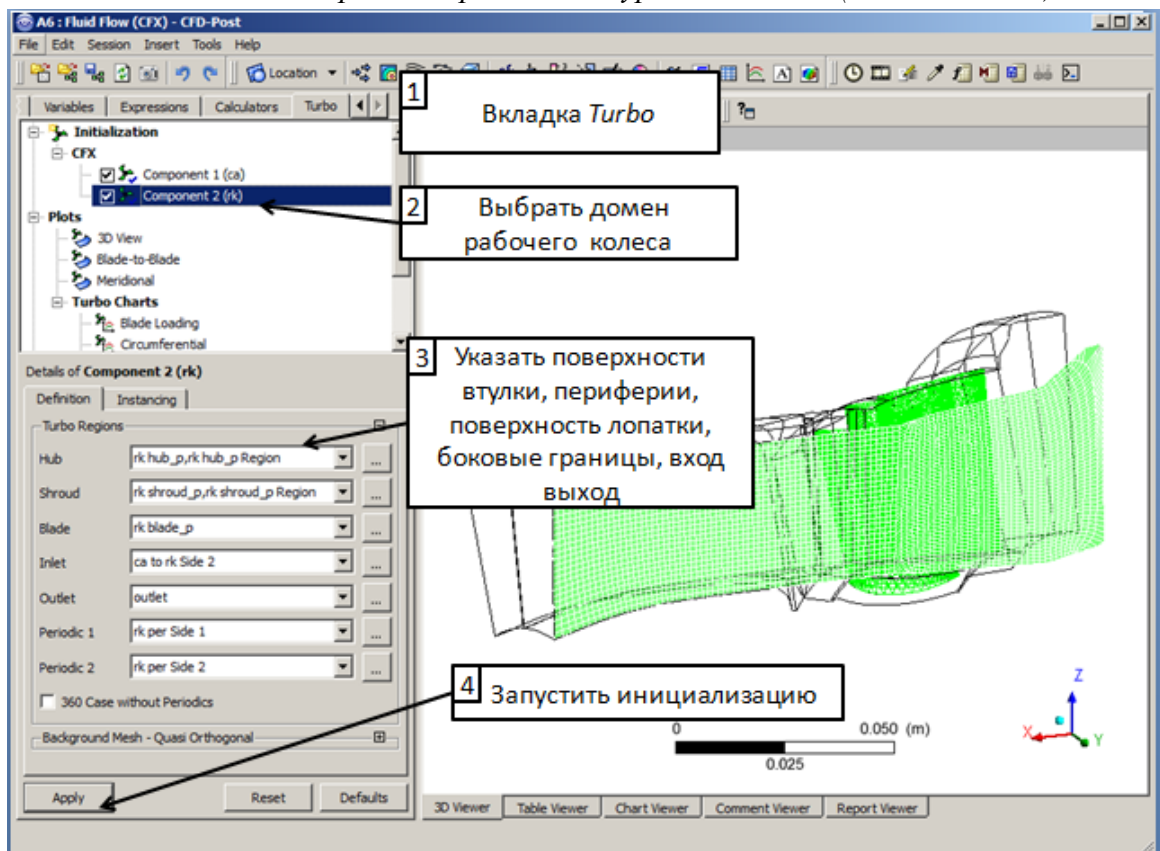 A6 : Fluid Flow (CFX) - CFD-Post
File Edit Session Insert Tools Help
Location
Variables Expressions Calculators Turbo
1
Вкладка Turbo
Initialization
CFX
Component 1 (ca)
Component 2 (rk)
2
Выбрать домен
рабочего колеса
Plots
3D View
Blade-to-Blade
Meridional
Turbo Charts
Blade Loading
Circumferential
3
Указать поверхности
втулки, периферии,
поверхность лопатки,
боковые границы, вход
выход
Details of Component 2 (rk)
Definition Instancing
Turbo Regions
Hub rk hub_p,rk hub_p Region ...
Shroud rk shroud_p,rk shroud_p Region ...
Blade rk blade_p ...
Inlet ca to rk Side 2 ...
Outlet outlet ...
Periodic 1 rk per Side 1 ...
Periodic 2 rk per Side 2 ...
360 Case without Periodics
4
Запустить инициализацию
Background Mesh - Quasi Orthogonal
0 0.050 (m)
0.025
Z
X
Y
Apply Reset Defaults
3D Viewer Table Viewer Chart Viewer Comment Viewer Report Viewer